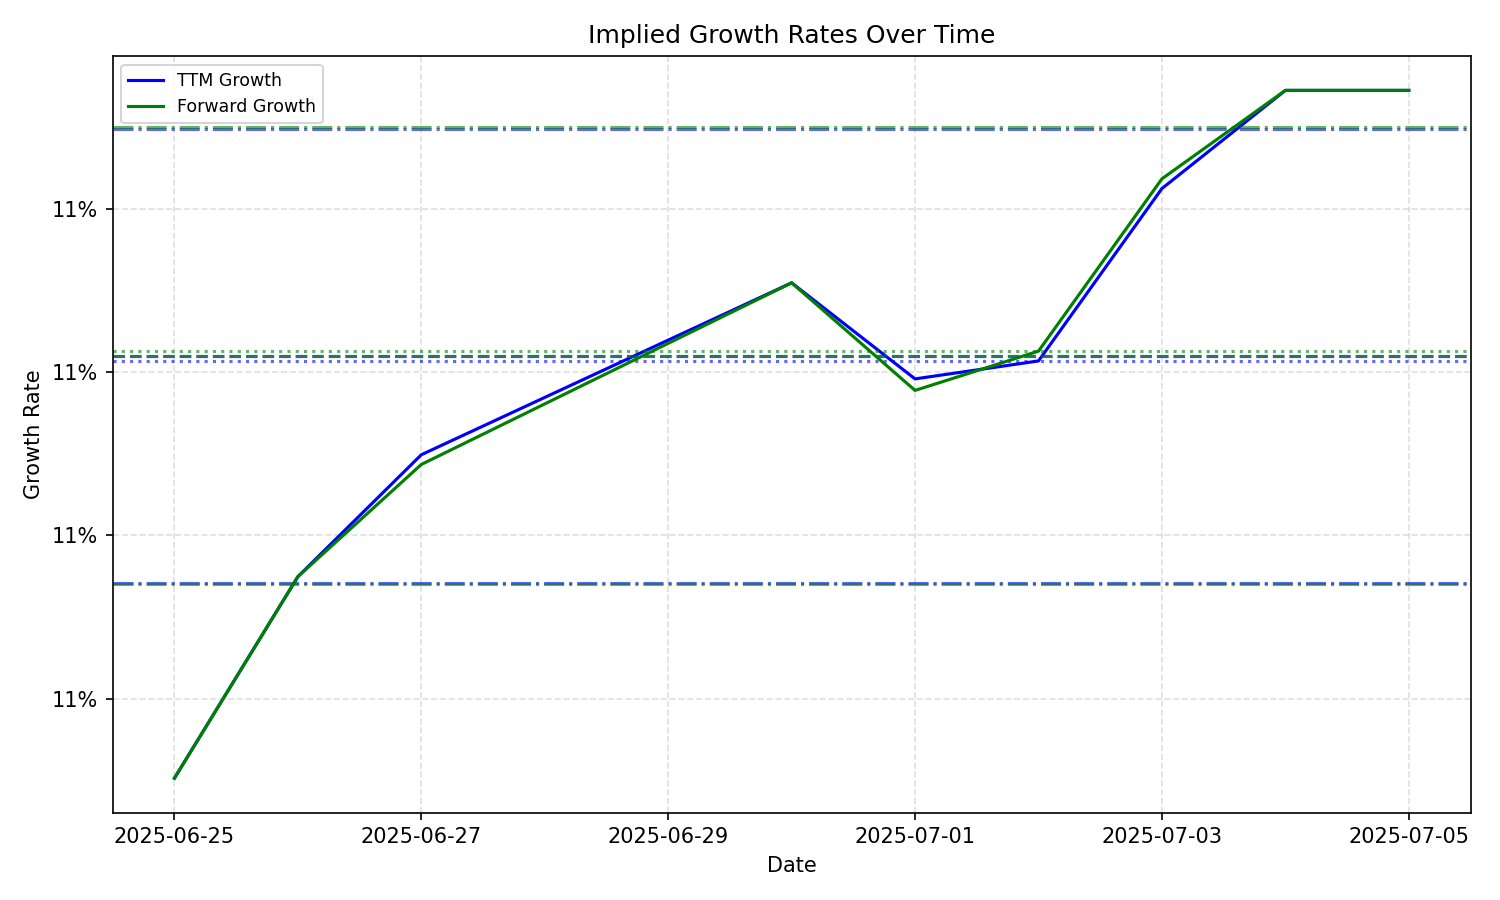 Implied Growth Rates Over Time
TTM Growth
Forward Growth
11%
11%
11%
11%
Growth Rate
2025-06-25
2025-06-27
2025-06-29
2025-07-01
2025-07-03
2025-07-05
Date